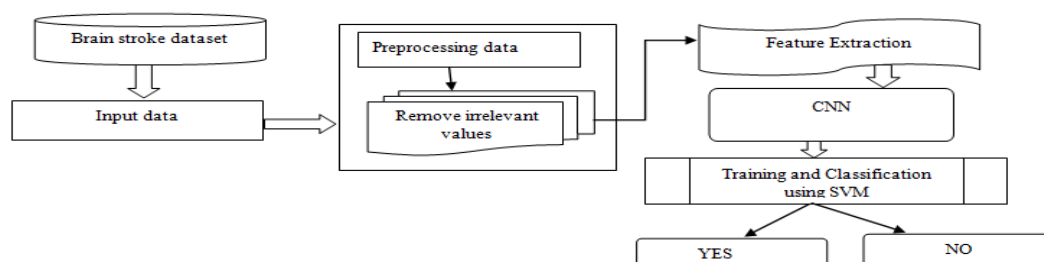 Brain stroke dataset
Input data
Preprocessing data
Remove irrelevant
values
Feature Extraction
CNN
Training and Classification
using SVM
YES
NO